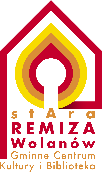 stAra
REMIZA
Wolanów
Gminne Centrum
Kultury i Biblioteka